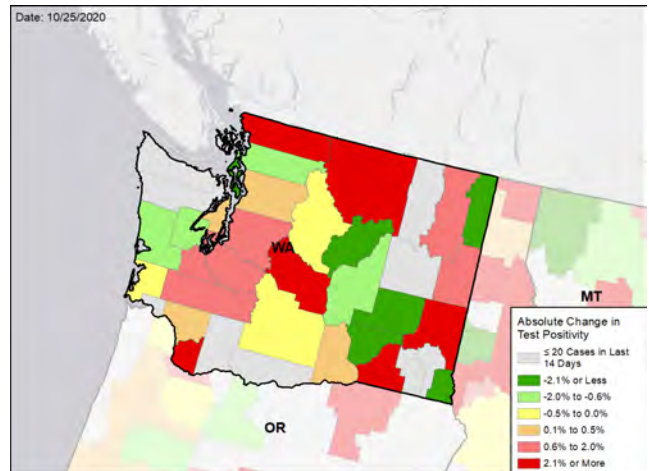 Date: 10/25/2020
WA
MT
OR
Absolute Change in
Test Positivity
≤ 20 Cases in Last
14 Days
-2.1% or Less
-2.0% to -0.6%
-0.5% to 0.0%
0.1% to 0.5%
0.6% to 2.0%
2.1% or More